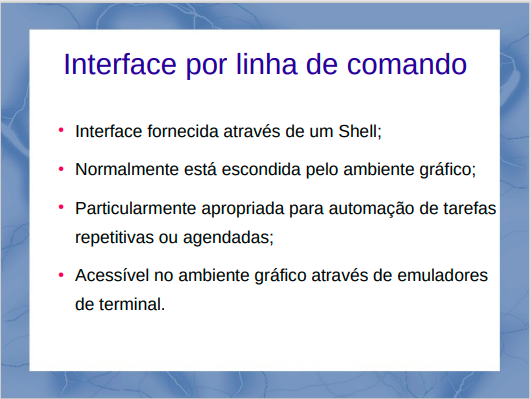 Interface por linha de comando
• Interface fornecida através de um Shell;
• Normalmente está escondida pelo ambiente gráfico;
• Particularmente apropriada para automação de tarefas
repetitivas ou agendadas;
• Acessível no ambiente gráfico através de emuladores
de terminal.